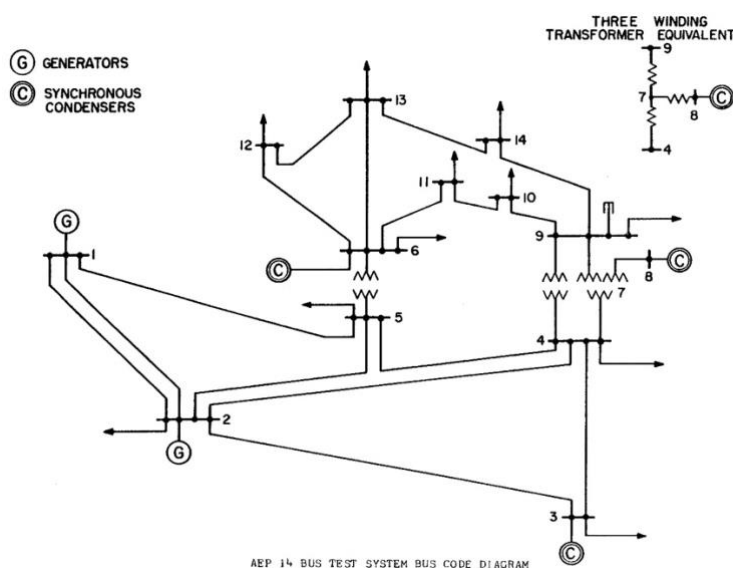 THREE WINDING
TRANSFORMER EQUIVALENT
9
7
C
8
4
G GENERATORS
C SYNCHRONOUS
CONDENSERS
13
14
12
11
10
G
1
9
C
6
8
C
7
5
4
2
G
3
C
AEP 14 BUS TEST SYSTEM BUS CODE DIAGRAM